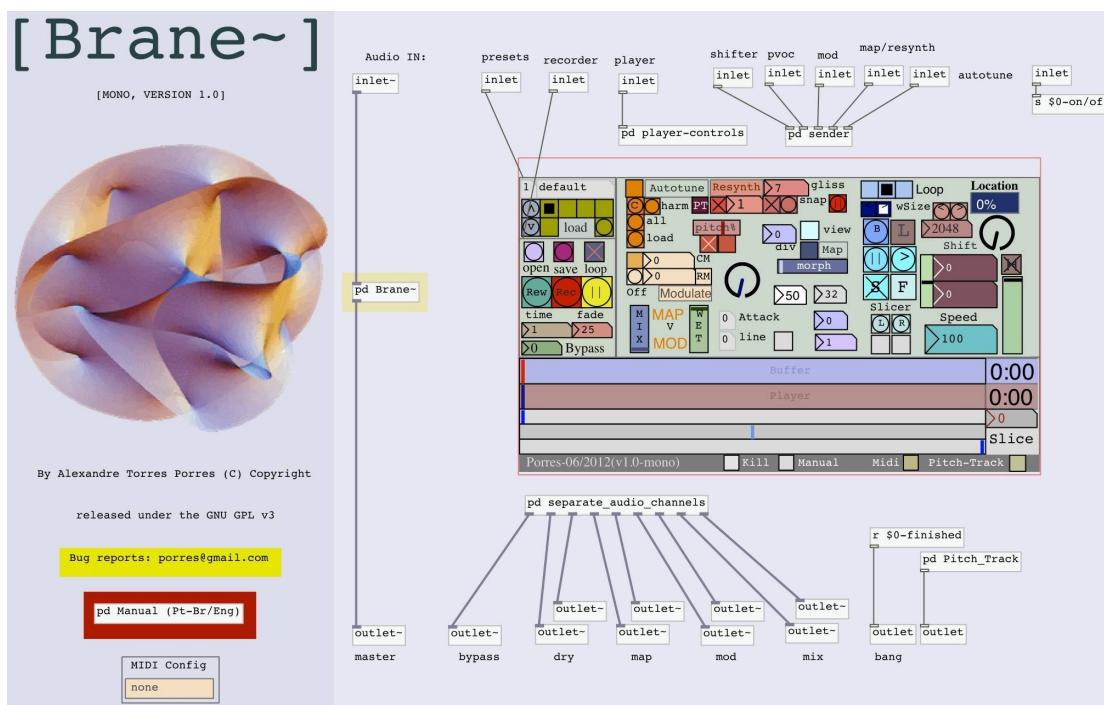 [Brane~]
[MONO, VERSION 1.0]
By Alexandre Torres Porres (C) Copyright
released under the GNU GPL v3
Bug reports: porres@gmail.com
pd Manual (Pt-Br/Eng)
MIDI Config
none
Audio IN:
inlet~
pd Brane~
outlet~
master
presets
recorder
player
inlet
inlet
inlet
pd player-controls
shifter
pvoc
mod
map/resynth
autotune
inlet
inlet
inlet
inlet
inlet
pd sender
inlet
s $0-on/off
1 default
load
open save loop
Rew
Rec
||
time fade
1
25
0
Bypass
Autotune
Resynth
7
gliss
C
harm
PT
1
snap
all
load
pitch%
0
view
div
Map
morph
0
CM
0
RM
Off
Modulate
50
32
MIX
MAP
V
MOD
WET
0 Attack
0
0 line
1
Loop
Location
0%
wSize
2048
B
L
Shift
||
>
0
S
F
0
Slicer
L
R
Speed
100
Buffer
0:00
Player
0:00
0
Slice
Porres-06/2012(v1.0-mono)
Kill
Manual
Midi
Pitch-Track
pd separate_audio_channels
outlet~
outlet~
outlet~
outlet~
outlet~
outlet~
outlet~
outlet~
outlet~
bypass
dry
map
mod
mix
r $0-finished
pd Pitch_Track
outlet
outlet
bang